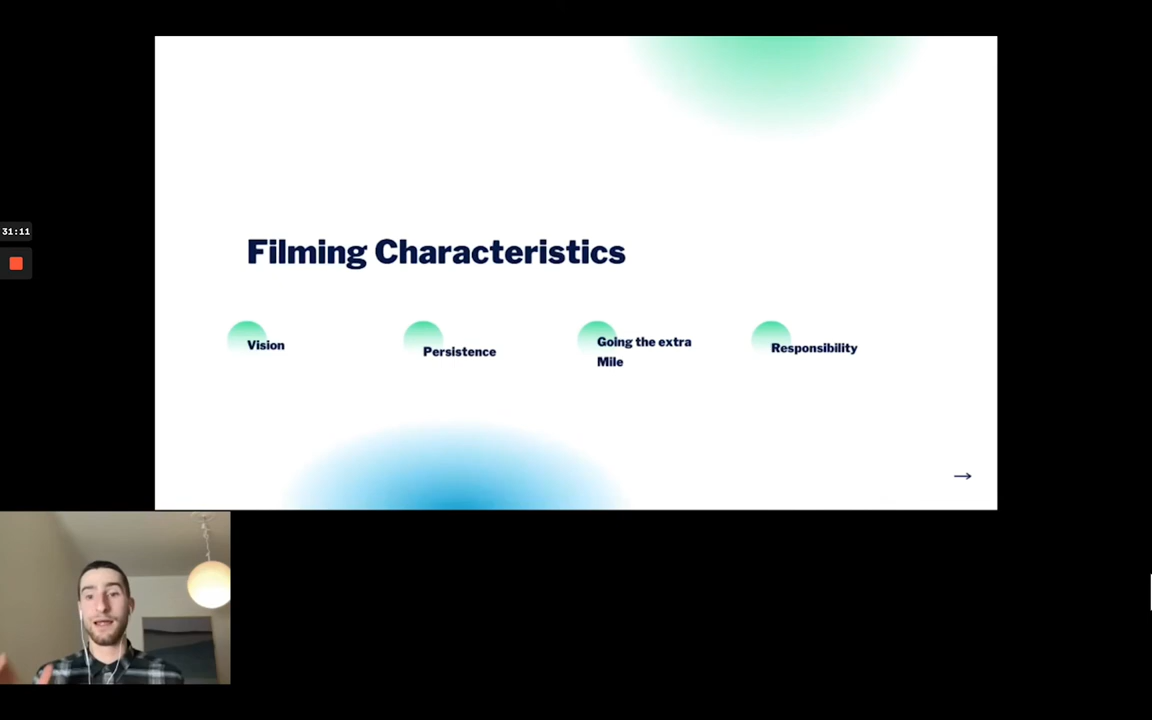 31:11
Filming Characteristics
Vision
Persistence
Going the extra
Mile
Responsibility